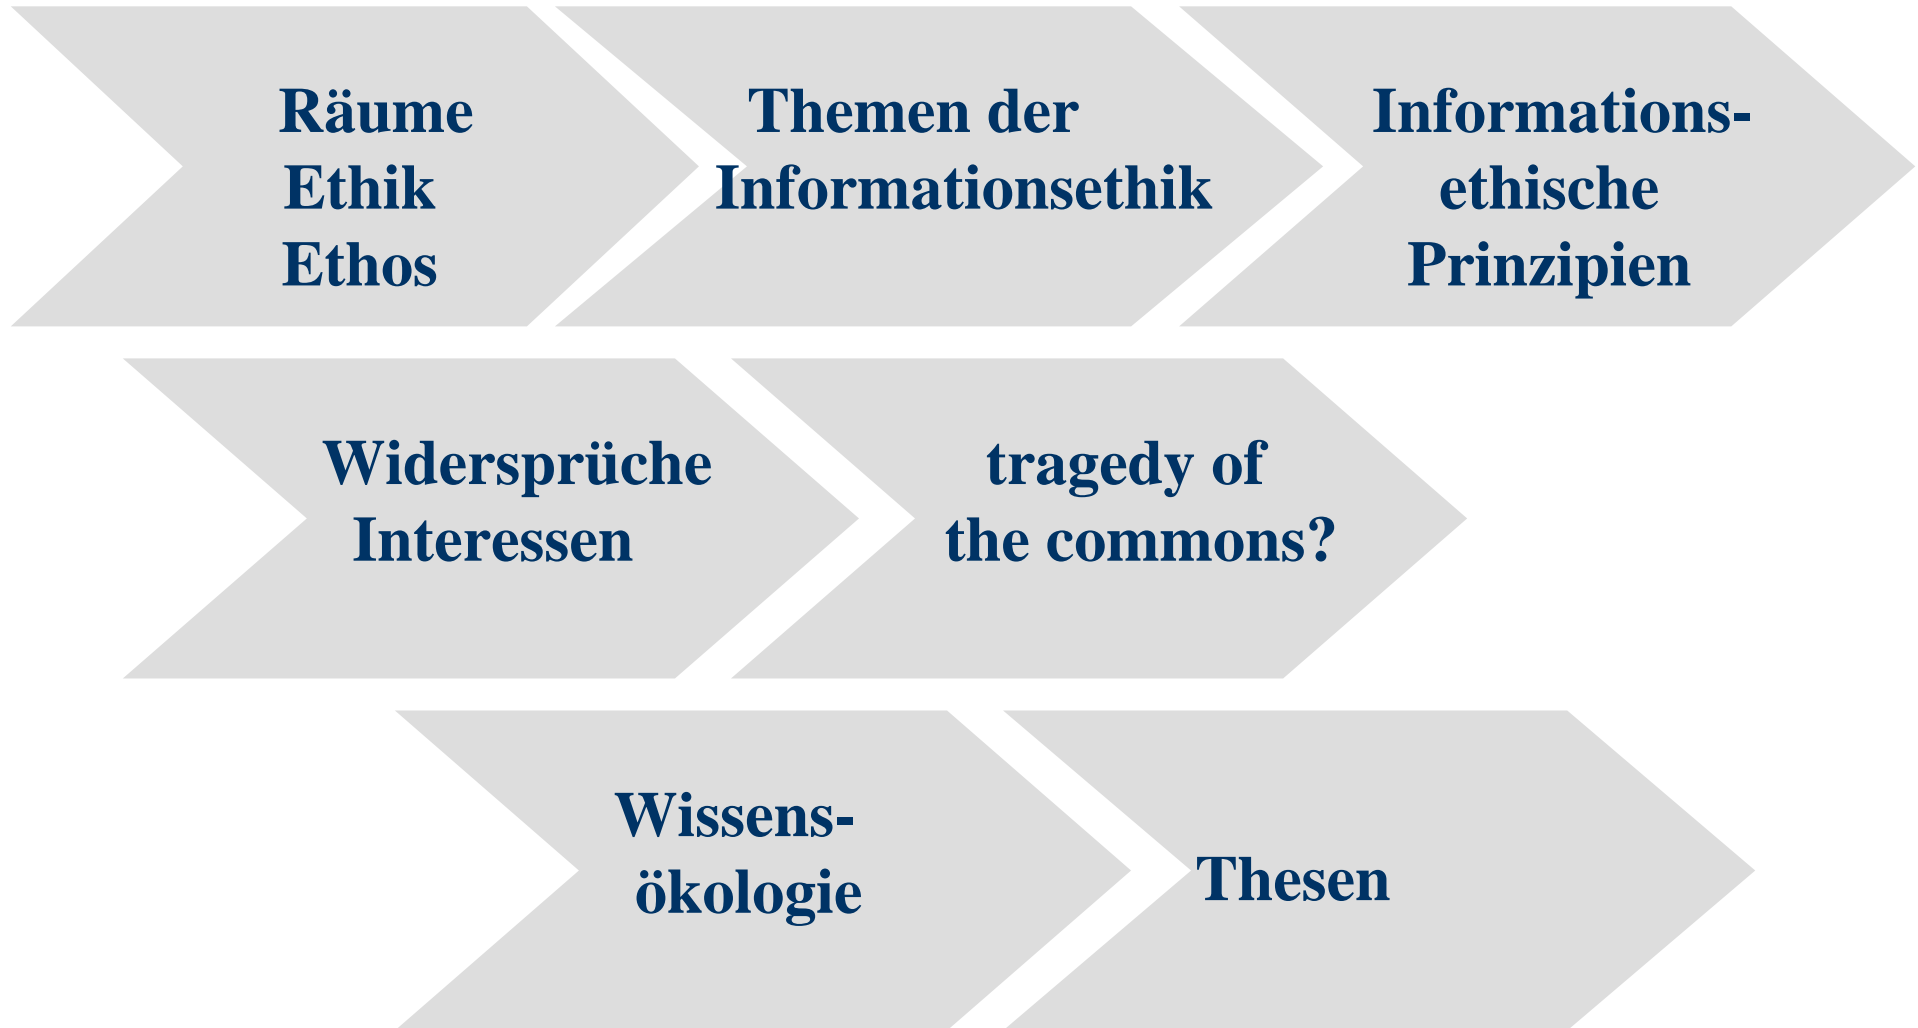 Räume
Ethik
Ethos
Themen der
Informationsethik
Informations-
ethische
Prinzipien
Widersprüche
Interessen
tragedy of
the commons?
Wissens-
ökologie
Thesen